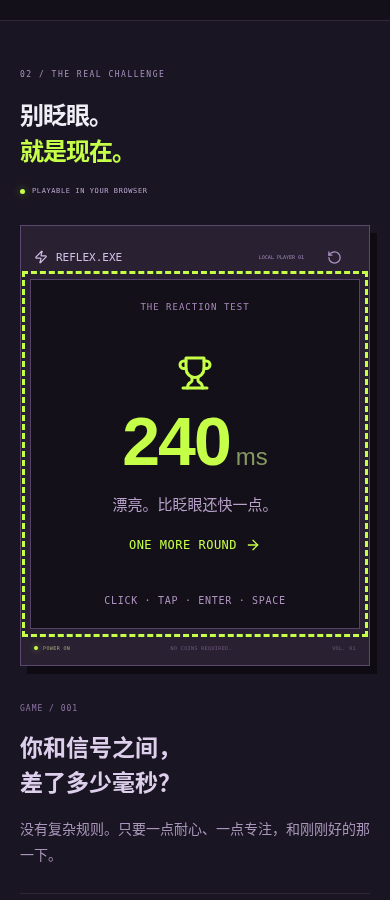 02 / THE REAL CHALLENGE
别眨眼。
就是现在。
PLAYABLE IN YOUR BROWSER
REFLEX.EXE
LOCAL PLAYER 01
THE REACTION TEST
240 ms
漂亮。比眨眼还快一点。
ONE MORE ROUND →
CLICK · TAP · ENTER · SPACE
POWER ON
NO COINS REQUIRED.
VOL. 01
GAME / 001
你和信号之间，
差了多少毫秒？
没有复杂规则。只要一点耐心、一点专注，和刚刚好的那
一下。